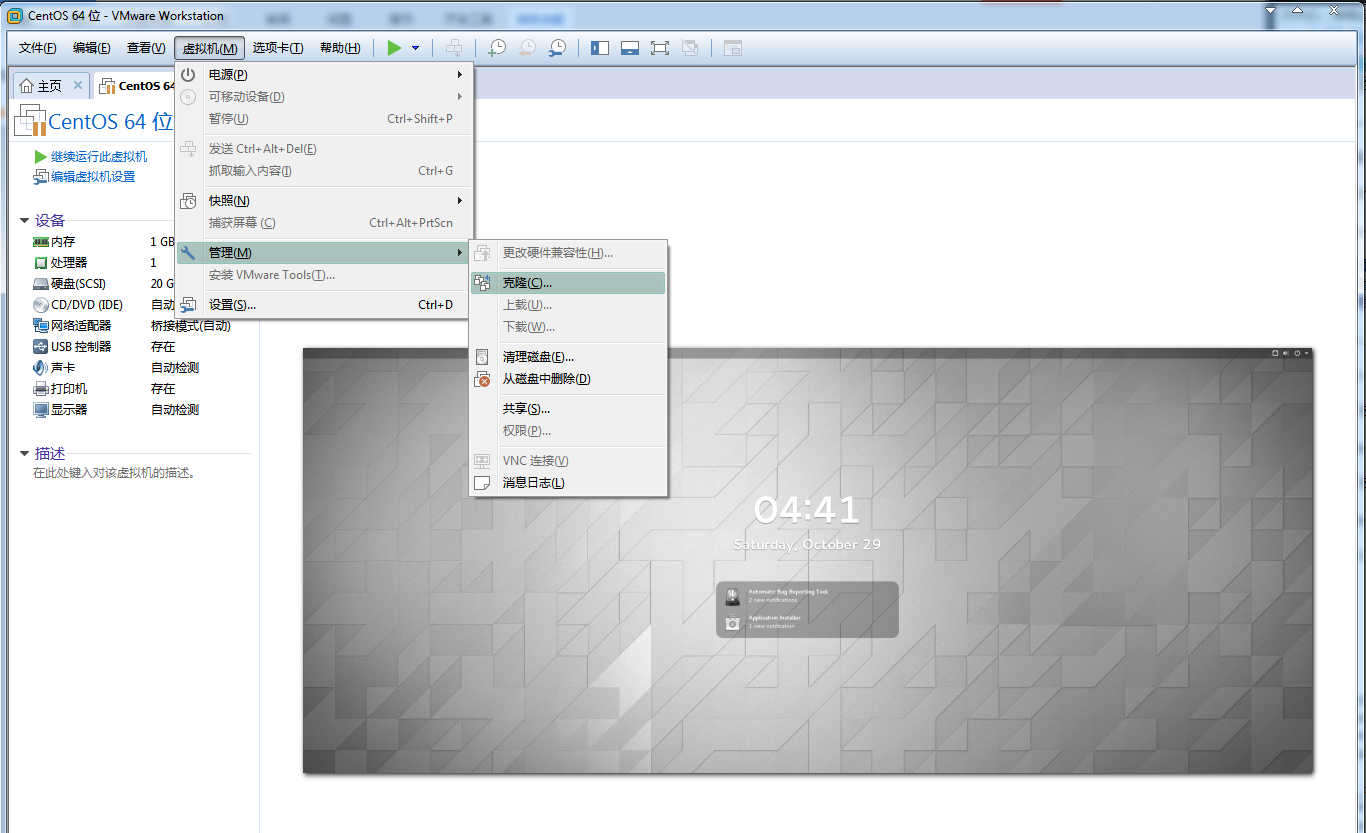 CentOS 64 位 - VMware Workstation
文件(F) 编辑(E) 查看(V) 虚拟机(M) 选项卡(T) 帮助(H)
主页 CentOS 64
CentOS 64 位
继续运行此虚拟机
编辑虚拟机设置
设备
内存 1 GB
处理器 1
硬盘(SCSI) 20 G
CD/DVD (IDE) 自动
网络适配器 桥接模式(自动)
USB 控制器 存在
声卡 自动检测
打印机 存在
显示器 自动检测
描述
在此处键入对该虚拟机的描述。
电源(P)
可移动设备(D)
暂停(U) Ctrl+Shift+P
发送 Ctrl+Alt+Del(E)
抓取输入内容(I) Ctrl+G
快照(N)
捕获屏幕 (C) Ctrl+Alt+PrtScn
管理(M)
安装 VMware Tools(T)...
设置(S)... Ctrl+D
更改硬件兼容性(H)...
克隆(C)...
上载(U)...
下载(W)...
清理磁盘(E)...
从磁盘中删除(D)
共享(S)...
权限(P)...
VNC 连接(V)
消息日志(L)
04:41
Saturday, October 29
Automatic Bug Reporting Tool
2 new notifications
Application Installer
1 new notification